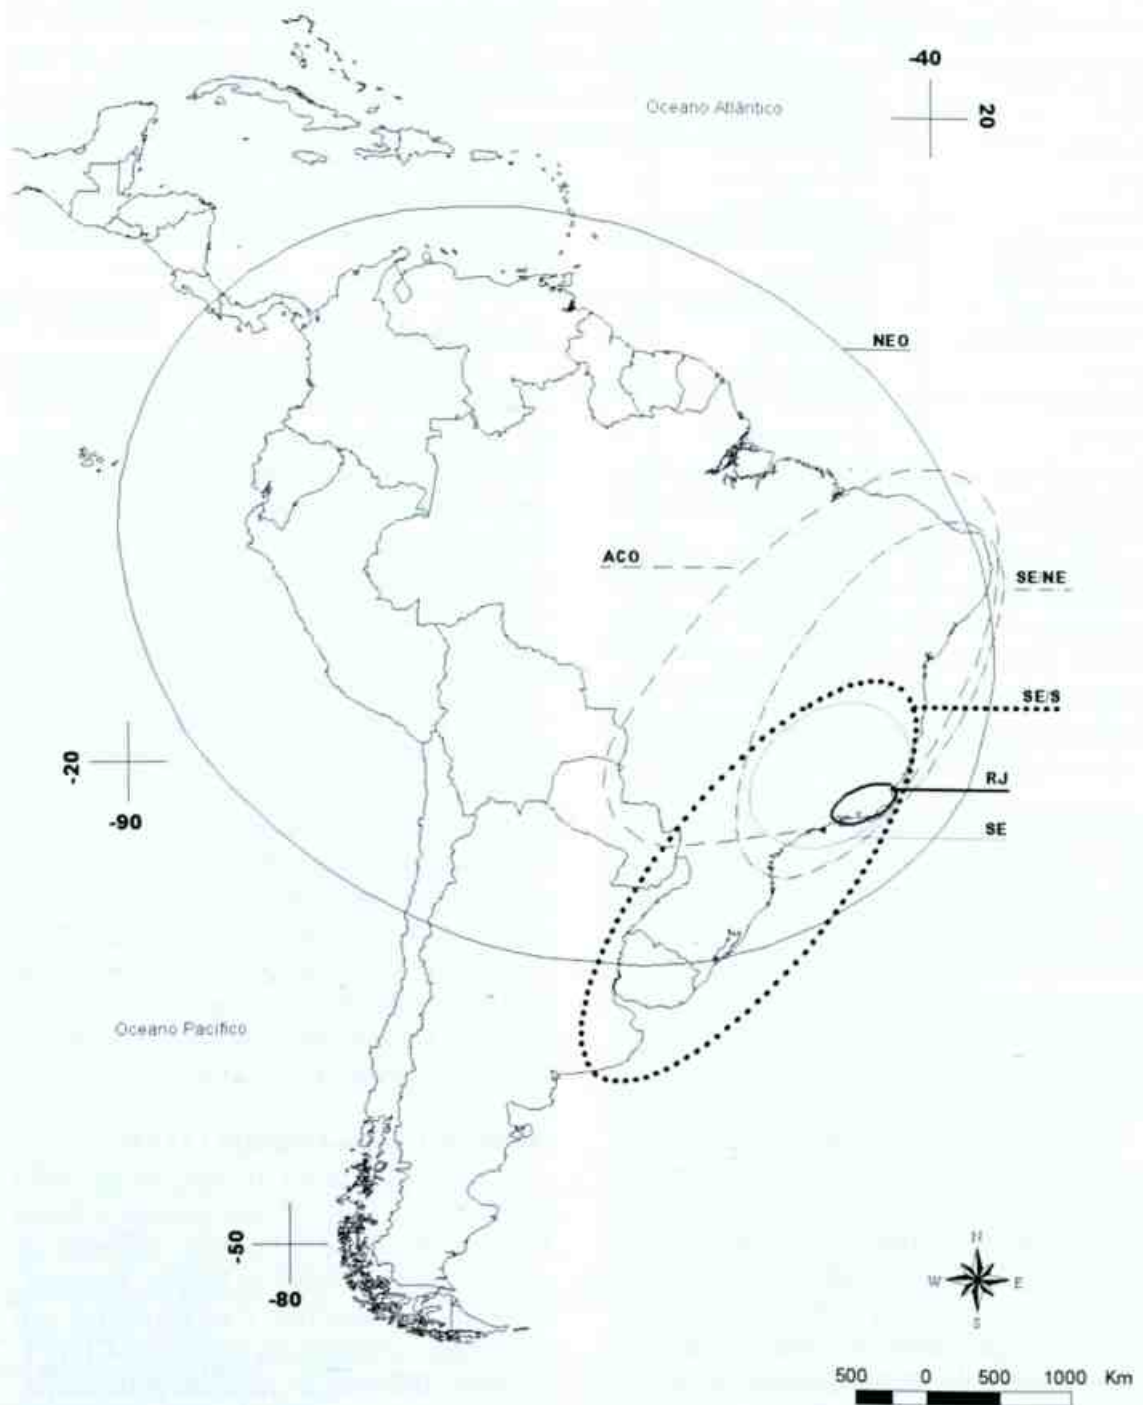 -40
Oceano Atlántico
20
NEO
ACO
SE/NE
SE/S
-20
RJ
-90
SE
Oceano Pacífico
-50
-80
N
W
E
S
500 0 500 1000 Km